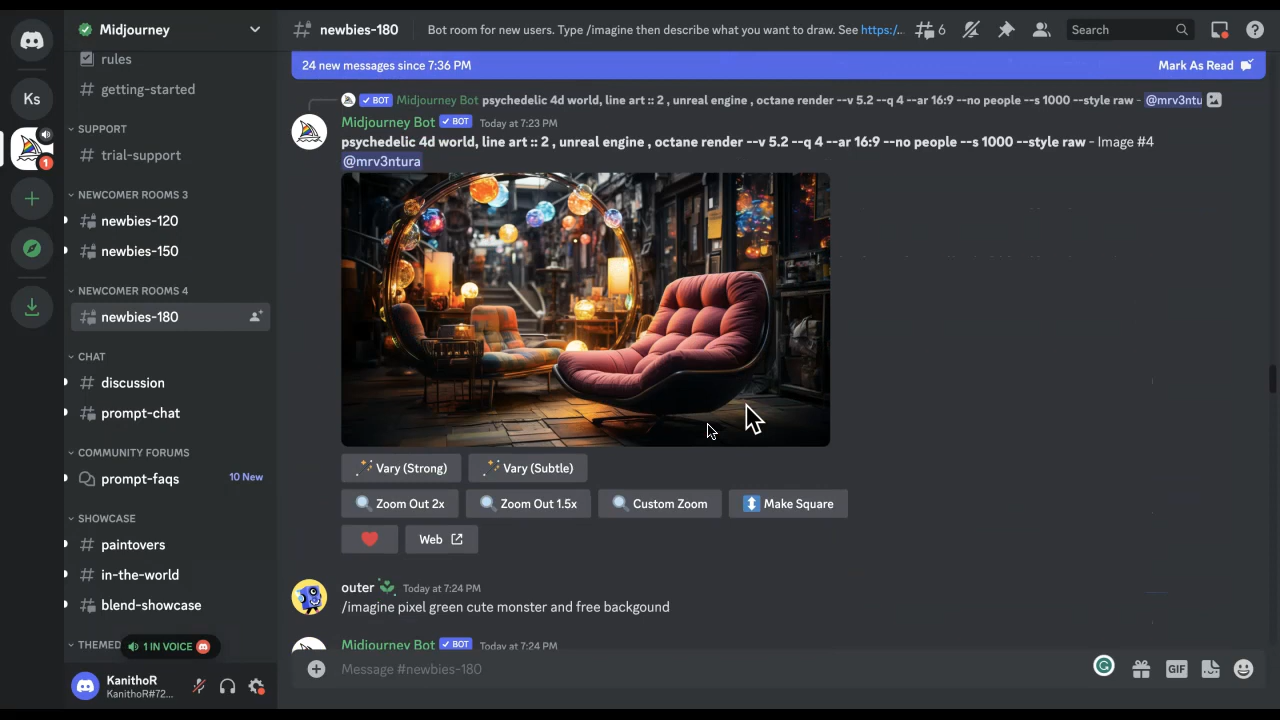 Midjourney
rules
getting-started
SUPPORT
trial-support
NEWCOMER ROOMS 3
newbies-120
newbies-150
NEWCOMER ROOMS 4
newbies-180
CHAT
discussion
prompt-chat
COMMUNITY FORUMS
prompt-faqs 10 New
SHOWCASE
paintovers
in-the-world
blend-showcase
THEMED
1 IN VOICE
KanithoR
KanithoR#72...
Ks
1
newbies-180 Bot room for new users. Type /imagine then describe what you want to draw. See https:/... 6 Search
24 new messages since 7:36 PM Mark As Read
BOT Midjourney Bot psychedelic 4d world, line art :: 2 , unreal engine , octane render --v 5.2 --q 4 --ar 16:9 --no people --s 1000 --style raw - @mrv3ntu
Midjourney Bot BOT Today at 7:23 PM
psychedelic 4d world, line art :: 2 , unreal engine , octane render --v 5.2 --q 4 --ar 16:9 --no people --s 1000 --style raw - Image #4
@mrv3ntura
Vary (Strong) Vary (Subtle)
Zoom Out 2x Zoom Out 1.5x Custom Zoom Make Square
Web
outer Today at 7:24 PM
/imagine pixel green cute monster and free backgound
Midjourney Bot BOT Today at 7:24 PM
Message #newbies-180
GIF